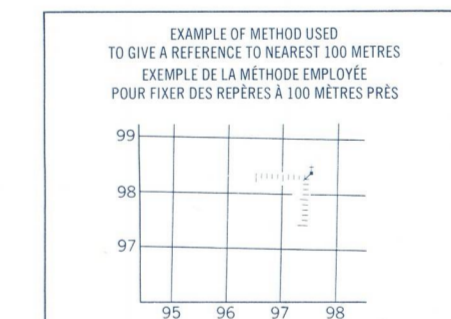 EXAMPLE OF METHOD USED
TO GIVE A REFERENCE TO NEAREST 100 METRES
EXEMPLE DE LA MÉTHODE EMPLOYÉE
POUR FIXER DES REPÈRES À 100 MÈTRES PRÈS
99
98
97
95 96 97 98